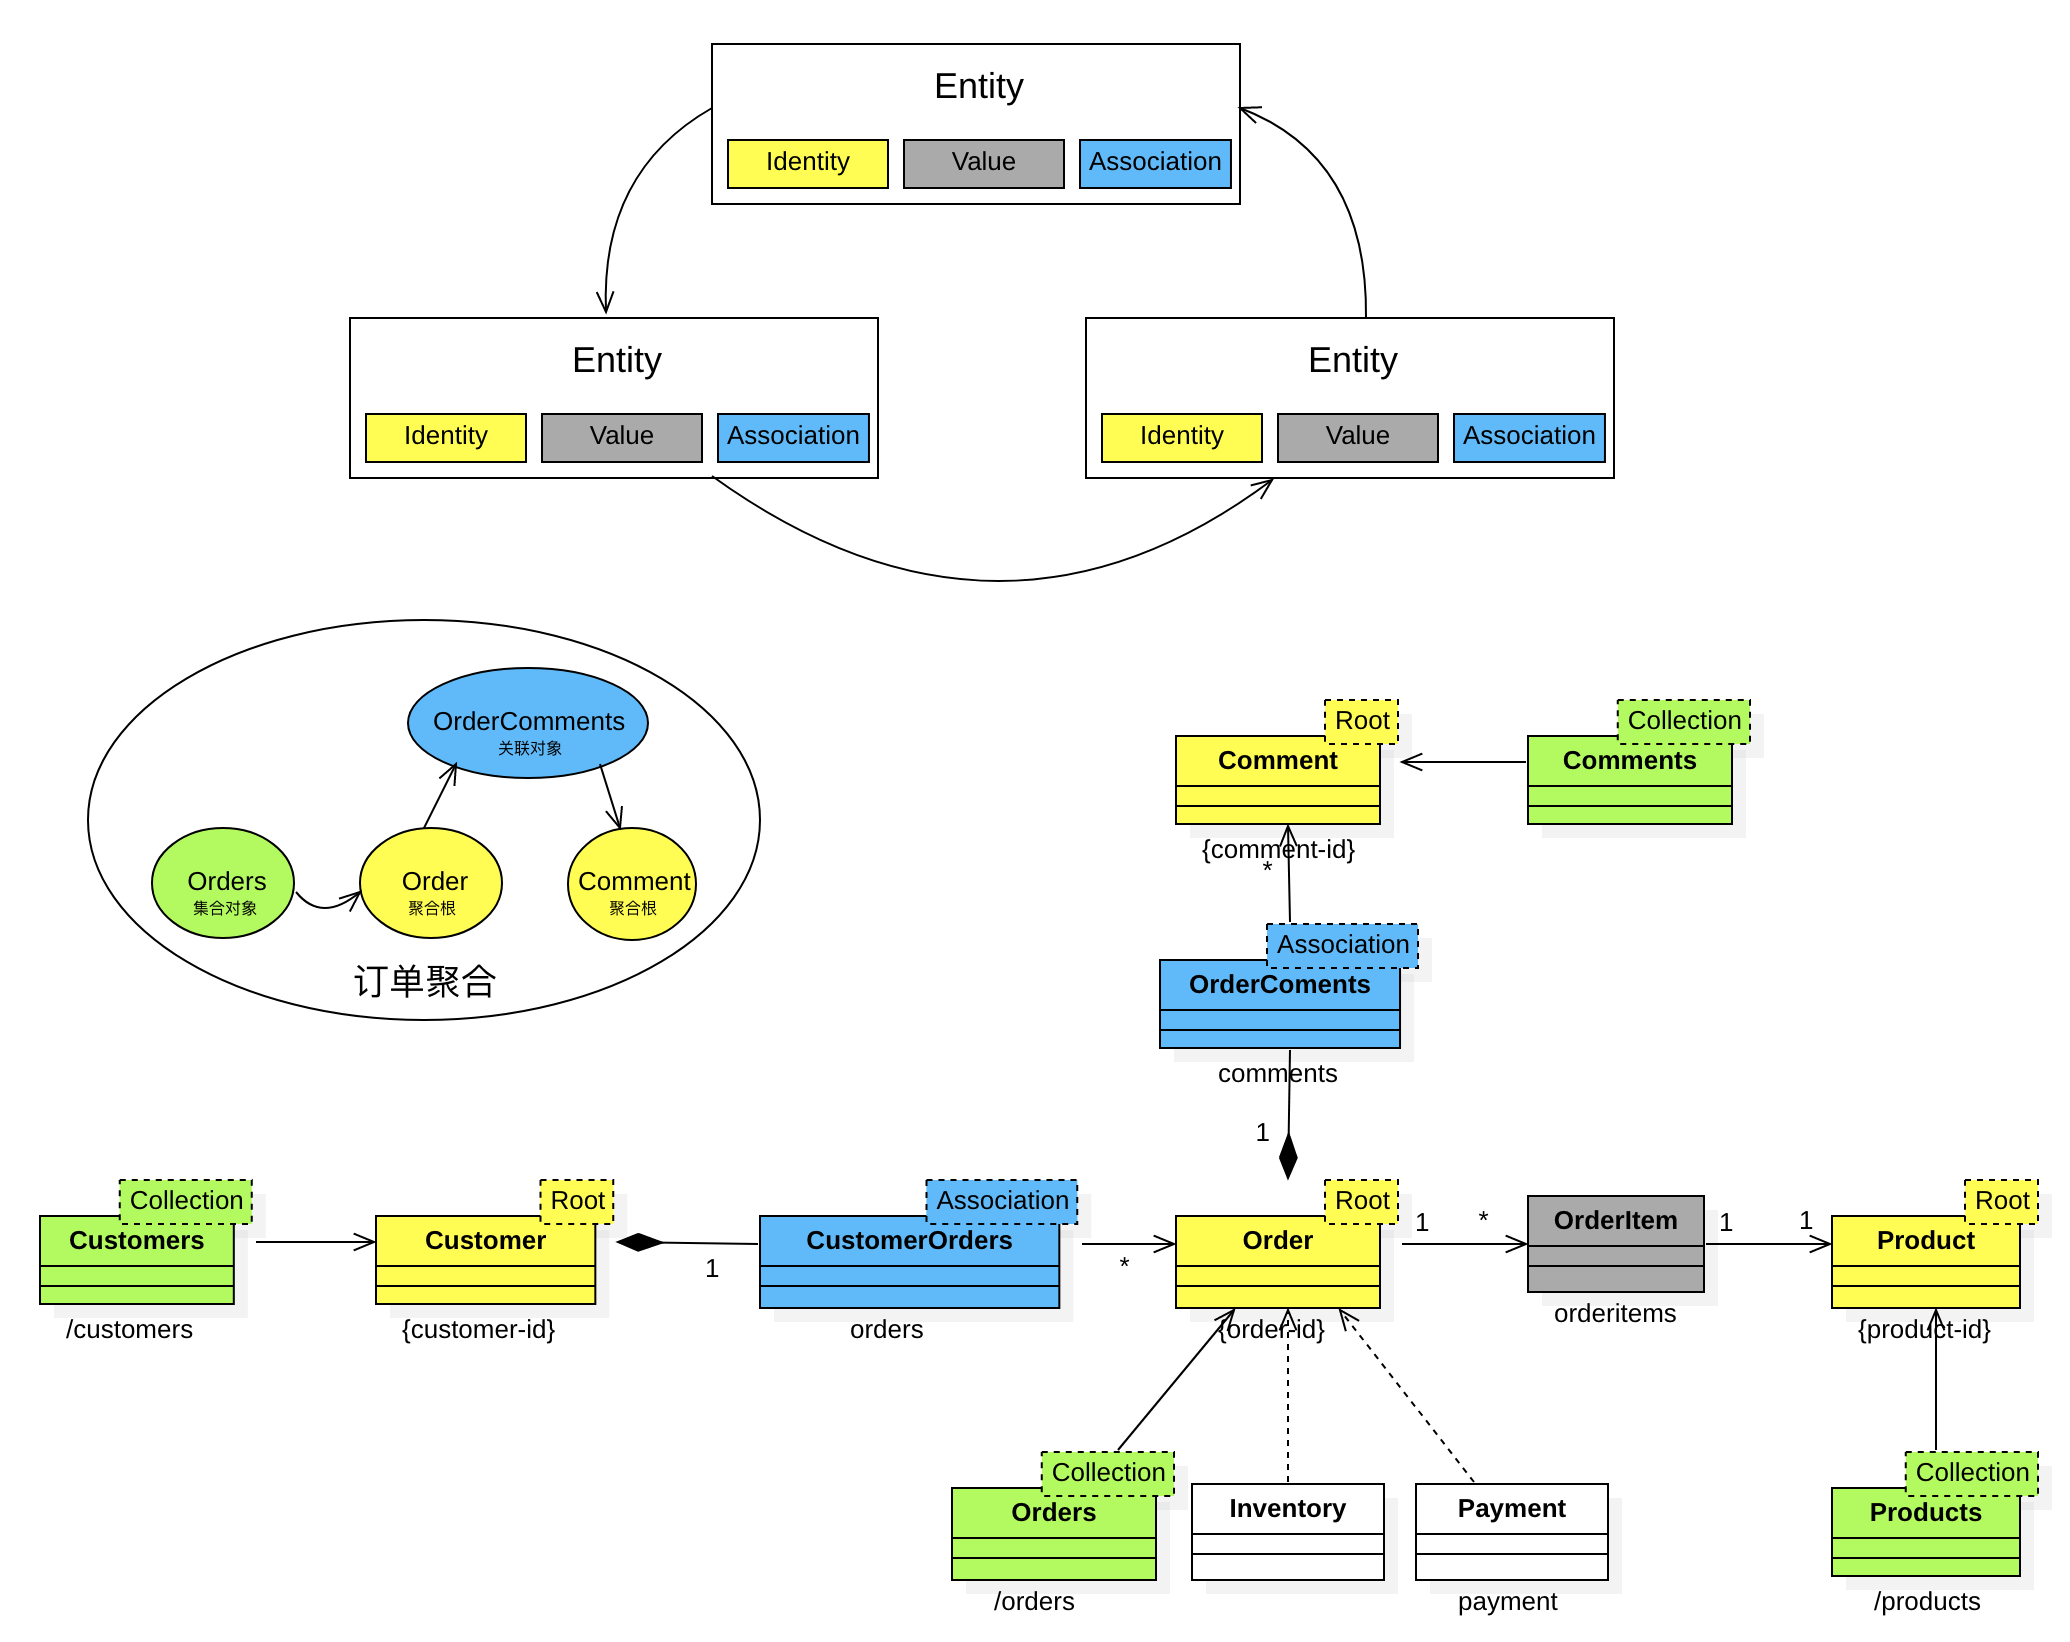 Entity
Identity
Value
Association
Entity
Identity
Value
Association
Entity
Identity
Value
Association
OrderComments
关联对象
Orders
集合对象
Order
聚合根
Comment
聚合根
订单聚合
Root
Comment
{comment-id}
Collection
Comments
*
Association
OrderComents
comments
1
Collection
Customers
/customers
Root
Customer
{customer-id}
1
Association
CustomerOrders
orders
*
Root
Order
{order-id}
1
*
OrderItem
orderitems
1
1
Root
Product
{product-id}
Collection
Orders
/orders
Inventory
Payment
payment
Collection
Products
/products